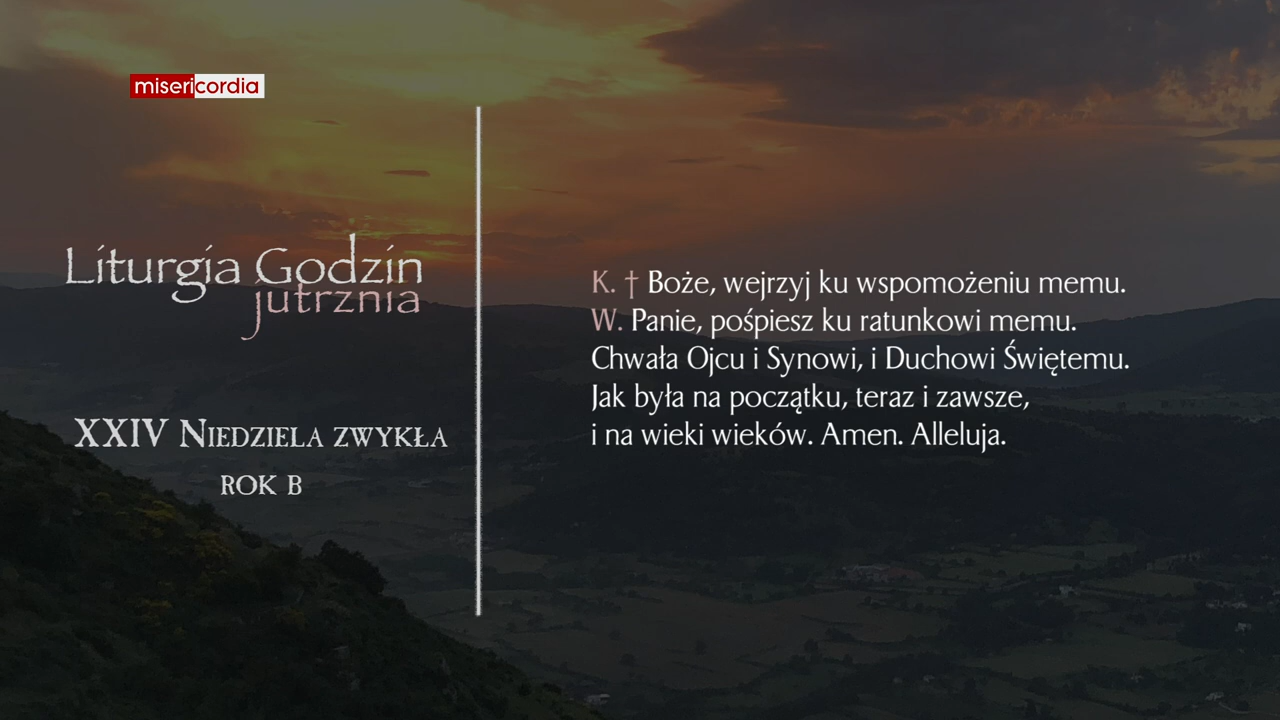 misericordia
Liturgia Godzin
jutrznia
XXIV Niedziela zwykła
rok B
K. † Boże, wejrzyj ku wspomożeniu memu.
W. Panie, pośpiesz ku ratunkowi memu.
Chwała Ojcu i Synowi, i Duchowi Świętemu.
Jak była na początku, teraz i zawsze,
i na wieki wieków. Amen. Alleluja.